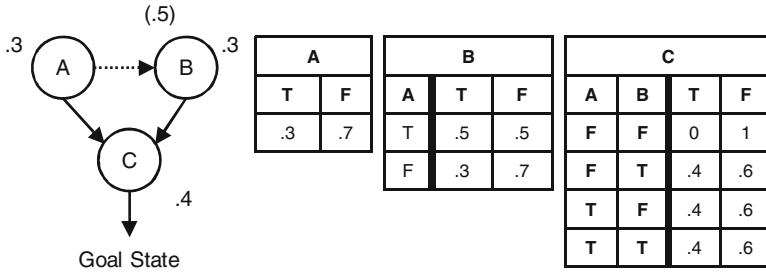 (.5)
.3 A B .3
C
.4
Goal State
A
T F
.3 .7
B
A T F
T .5 .5
F .3 .7
C
A B T F
F F 0 1
F T .4 .6
T F .4 .6
T T .4 .6